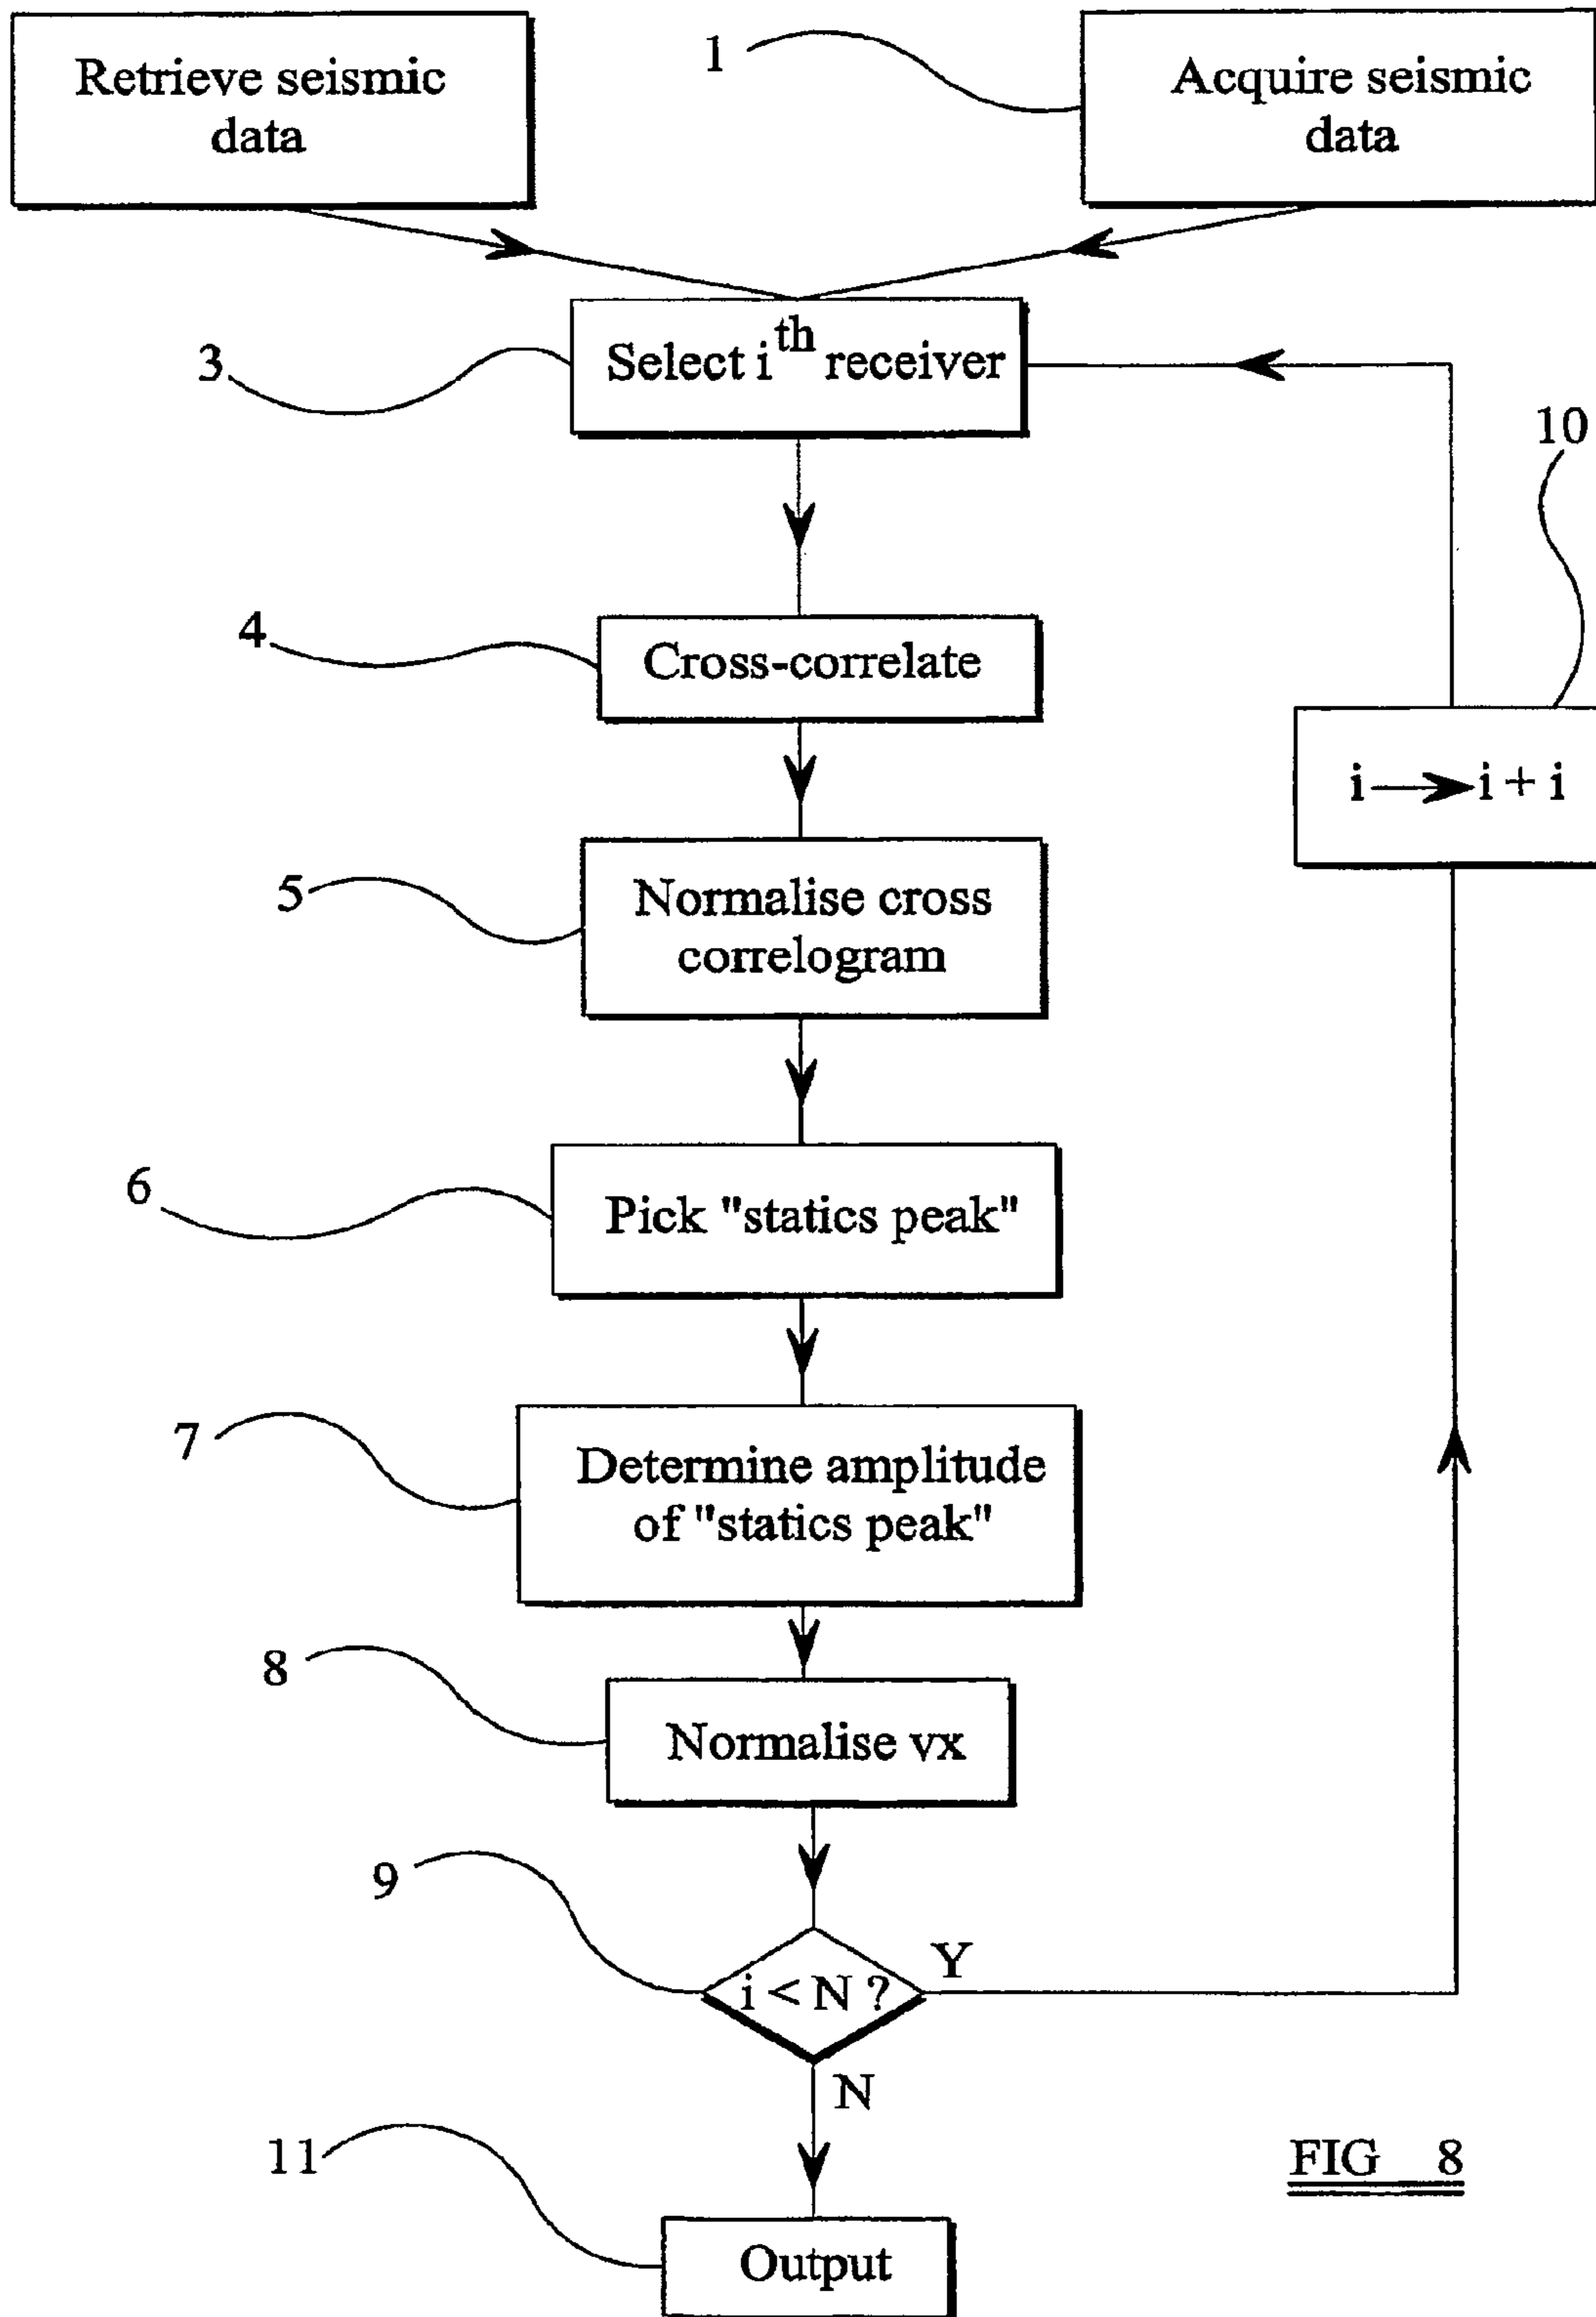 Retrieve seismic
data
1
Acquire seismic
data
3
Select i^th receiver
10
4
Cross-correlate
i → i + i
5
Normalise cross
correlogram
6
Pick "statics peak"
7
Determine amplitude
of "statics peak"
8
Normalise vx
9
i < N ?
Y
N
11
Output
FIG 8